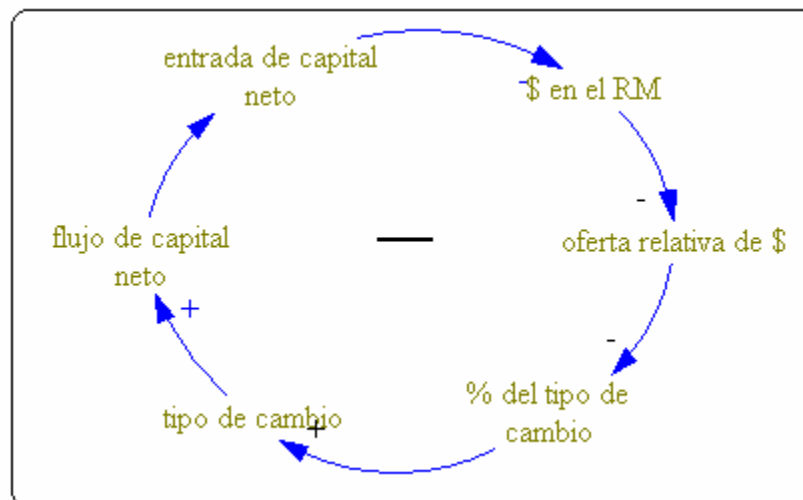 entrada de capital
neto
-
$ en el RM
-
oferta relativa de $
-
% del tipo de
cambio
+
tipo de cambio
+
flujo de capital
neto
—